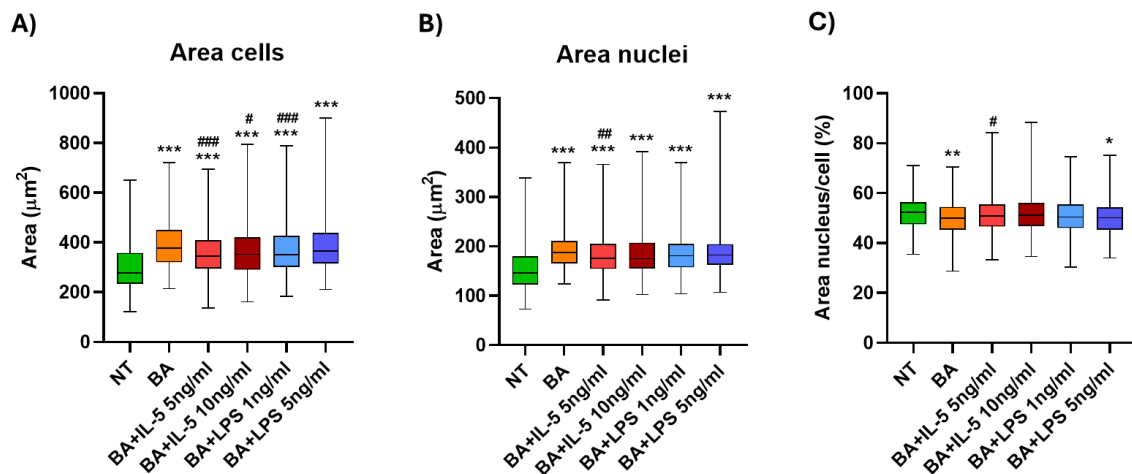 A)
Area cells
Area (μm²)
1000
800
600
400
200
0
***
###
***
#
***
###
***
***
NT
BA
BA+IL-5 5ng/ml
BA+IL-5 10ng/ml
BA+LPS 1ng/ml
BA+LPS 5ng/ml
B)
Area nuclei
Area (μm²)
500
400
300
200
100
0
***
##
***
***
***
***
NT
BA
BA+IL-5 5ng/ml
BA+IL-5 10ng/ml
BA+LPS 1ng/ml
BA+LPS 5ng/ml
C)
Area nucleus/cell (%)
100
80
60
40
20
0
**
#
*
NT
BA
BA+IL-5 5ng/ml
BA+IL-5 10ng/ml
BA+LPS 1ng/ml
BA+LPS 5ng/ml